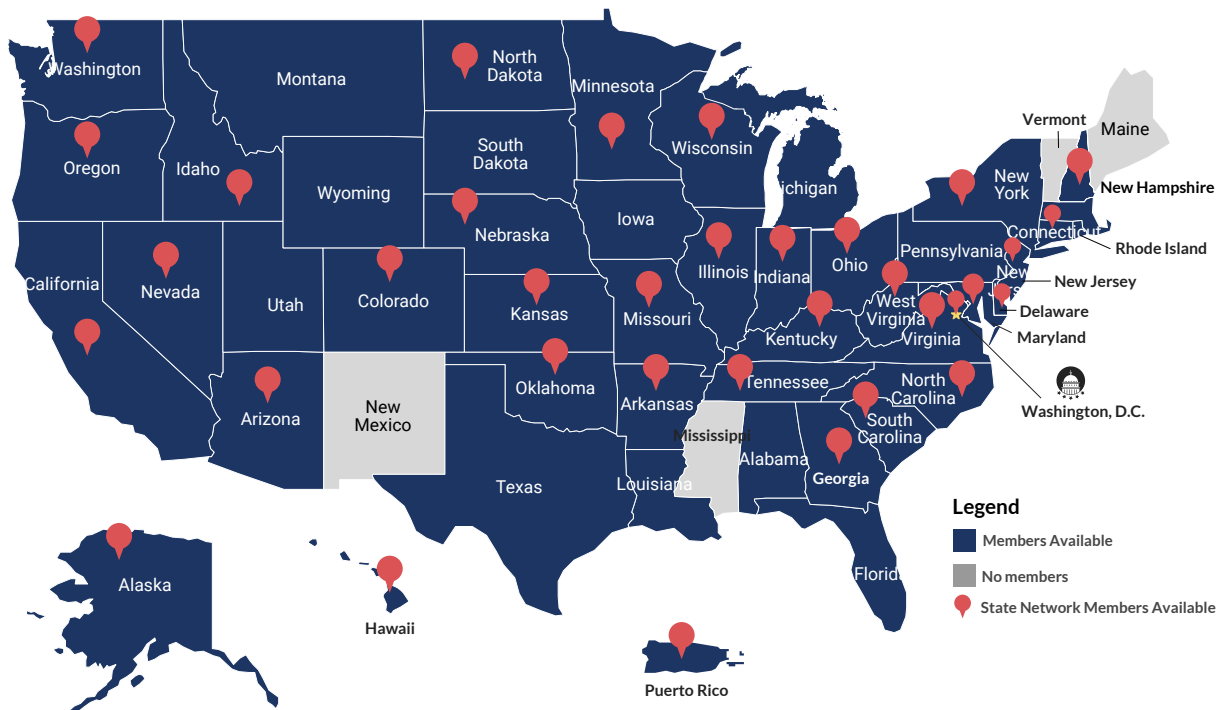 Washington
Montana
North
Dakota
Minnesota
Vermont
Maine
Oregon
Idaho
South
Dakota
Wisconsin
New
York
New Hampshire
Wyoming
ichigan
Iowa
Nebraska
Connecticut
Pennsylvania
Rhode Island
California
Nevada
Utah
Colorado
Illinois
Indiana
Ohio
New
Jers
New Jersey
Kansas
Missouri
West
Virginia
Virginia
Delaware
Maryland
Kentucky
Arizona
New
Mexico
Oklahoma
Arkansas
Tennessee
North
Carolina
Washington, D.C.
South
Carolina
Mississippi
Alabama
Georgia
Texas
Louisiana
Florid
Legend
Members Available
No members
State Network Members Available
Alaska
Hawaii
Puerto Rico